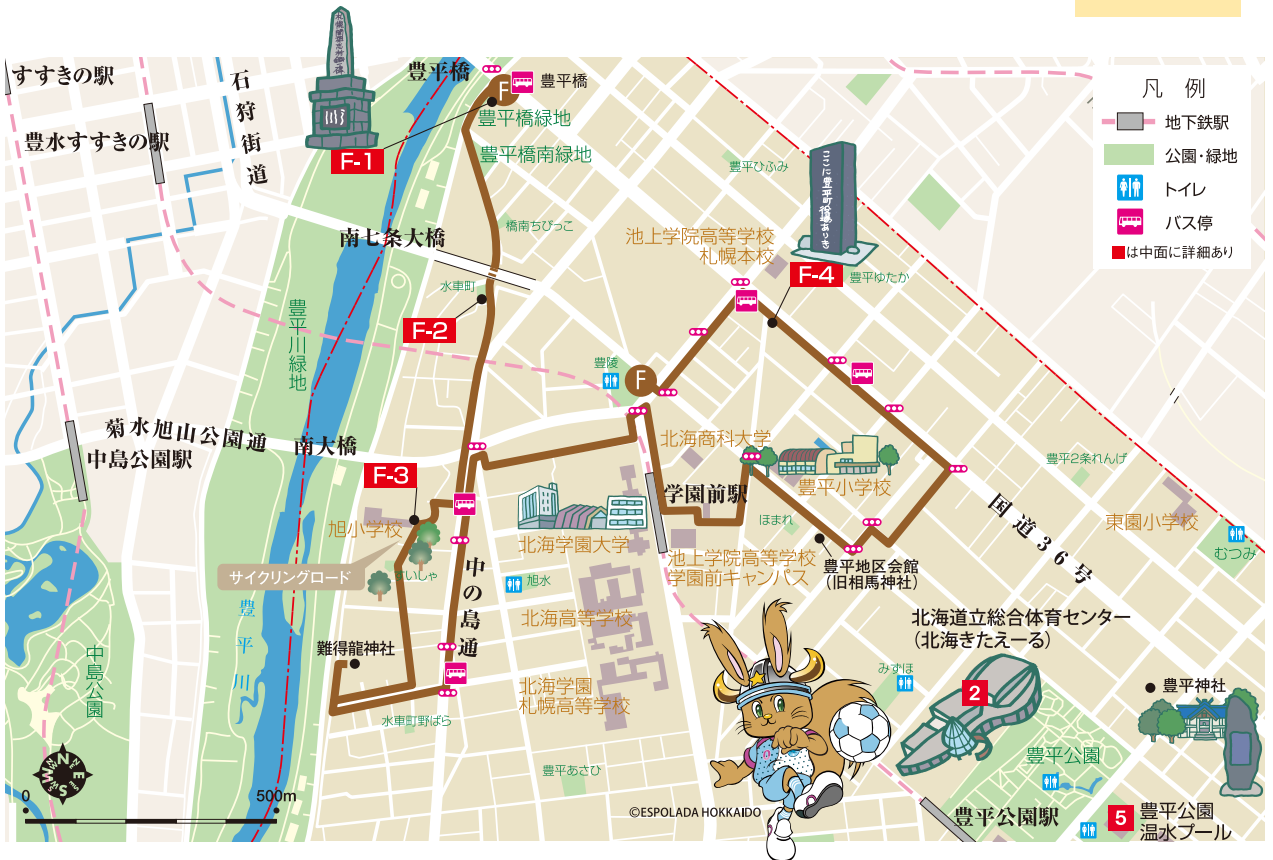 すすきの駅
豊水すすきの駅
石狩街道
豊平橋
豊平橋
豊平橋緑地
豊平橋南緑地
F
F-1
凡 例
地下鉄駅
公園・緑地
トイレ
バス停
■は中面に詳細あり
豊平ひふみ
ここに豊平町役場ありき
橋南ちびっこ
池上学院高等学校
札幌本校
南七条大橋
F-4
豊平ゆたか
水車町
F-2
豊平川緑地
豊陵
F
菊水旭山公園通
南大橋
中島公園駅
北海商科大学
豊平小学校
豊平2条れんげ
F-3
学園前駅
国道36号
東園小学校
むつみ
旭小学校
北海学園大学
ほまれ
池上学院高等学校
学園前キャンパス
豊平地区会館
(旧相馬神社)
サイクリングロード
すいしゃ
中の島通
旭水
豊平川
北海高等学校
北海道立総合体育センター
(北海きたえーる)
難得龍神社
みずほ
2
豊平神社
中島公園
北海学園
札幌高等学校
水車町野ばら
豊平あさひ
豊平公園
N
E
S
W
0
500m
©ESPOLADA HOKKAIDO
豊平公園駅
5
豊平公園
温水プール